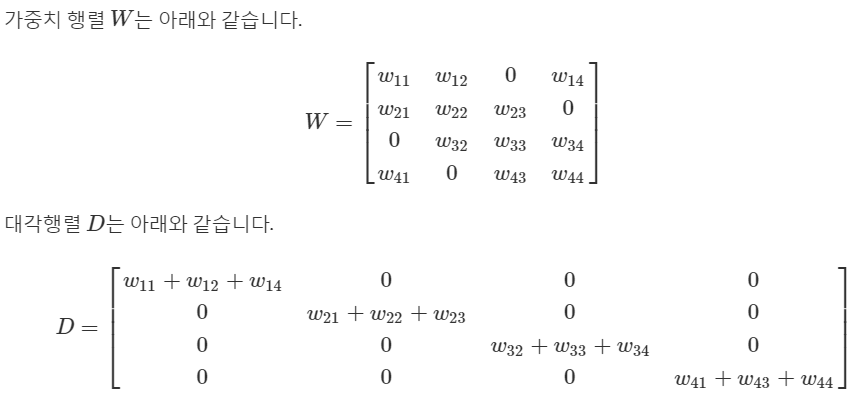 가중치 행렬 W는 아래와 같습니다.
W = [ w11 w12 0 w14
w21 w22 w23 0
0 w32 w33 w34
w41 0 w43 w44 ]
대각행렬 D는 아래와 같습니다.
D = [ w11 + w12 + w14 0 0 0
0 w21 + w22 + w23 0 0
0 0 w32 + w33 + w34 0
0 0 0 w41 + w43 + w44 ]